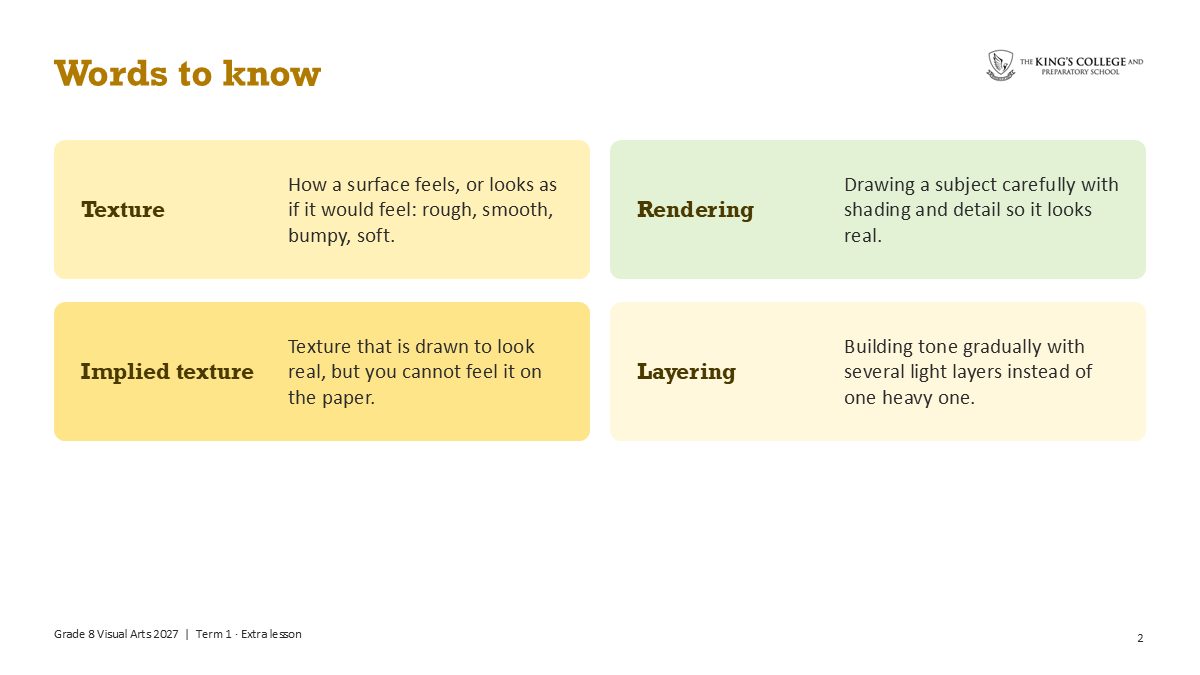 Words to know
THE KING'S COLLEGE AND
PREPARATORY SCHOOL
Texture
How a surface feels, or looks as
if it would feel: rough, smooth,
bumpy, soft.
Rendering
Drawing a subject carefully with
shading and detail so it looks
real.
Implied texture
Texture that is drawn to look
real, but you cannot feel it on
the paper.
Layering
Building tone gradually with
several light layers instead of
one heavy one.
Grade 8 Visual Arts 2027 | Term 1 · Extra lesson
2